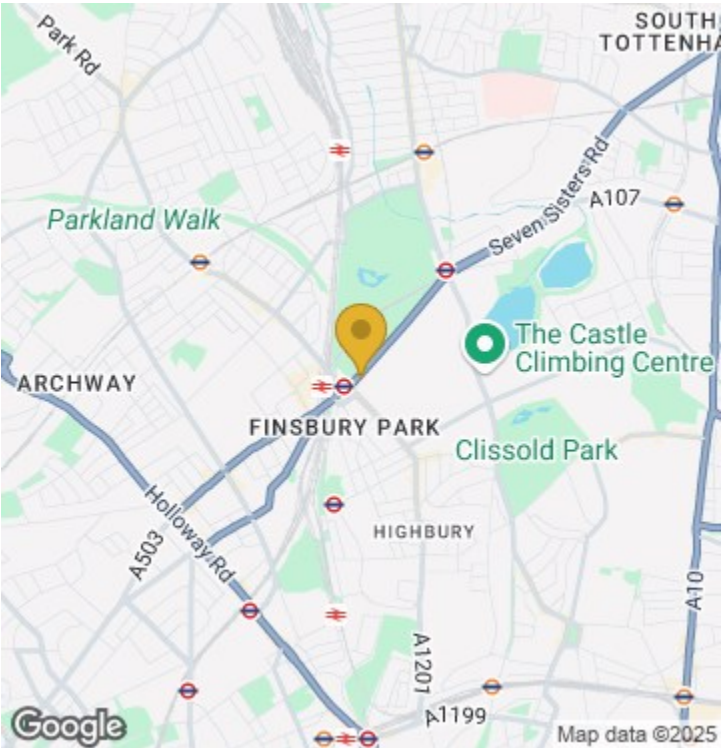 Park Rd
SOUTH
TOTTENHA
Seven Sisters Rd
A107
Parkland Walk
The Castle
Climbing Centre
ARCHWAY
FINSBURY PARK
Clissold Park
Holloway Rd
A503
HIGHBURY
A10
A1201
A1199
Google
Map data ©2025